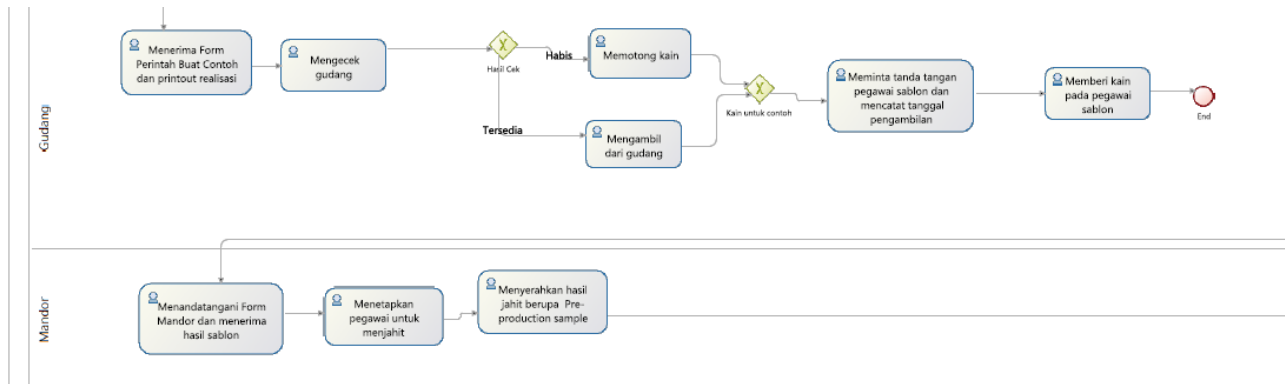 Gudang
Menerima Form
Perintah Buat Contoh
dan printout realisasi
Mengecek
gudang
Hasil Cek
Habis
Tersedia
Memotong kain
Mengambil
dari gudang
Kain untuk contoh
Meminta tanda tangan
pegawai sablon dan
mencatat tanggal
pengambilan
Memberi kain
pada pegawai
sablon
End
Mandor
Menandatangani Form
Mandor dan menerima
hasil sablon
Menetapkan
pegawai untuk
menjahit
Menyerahkan hasil
jahit berupa Pre-
production sample